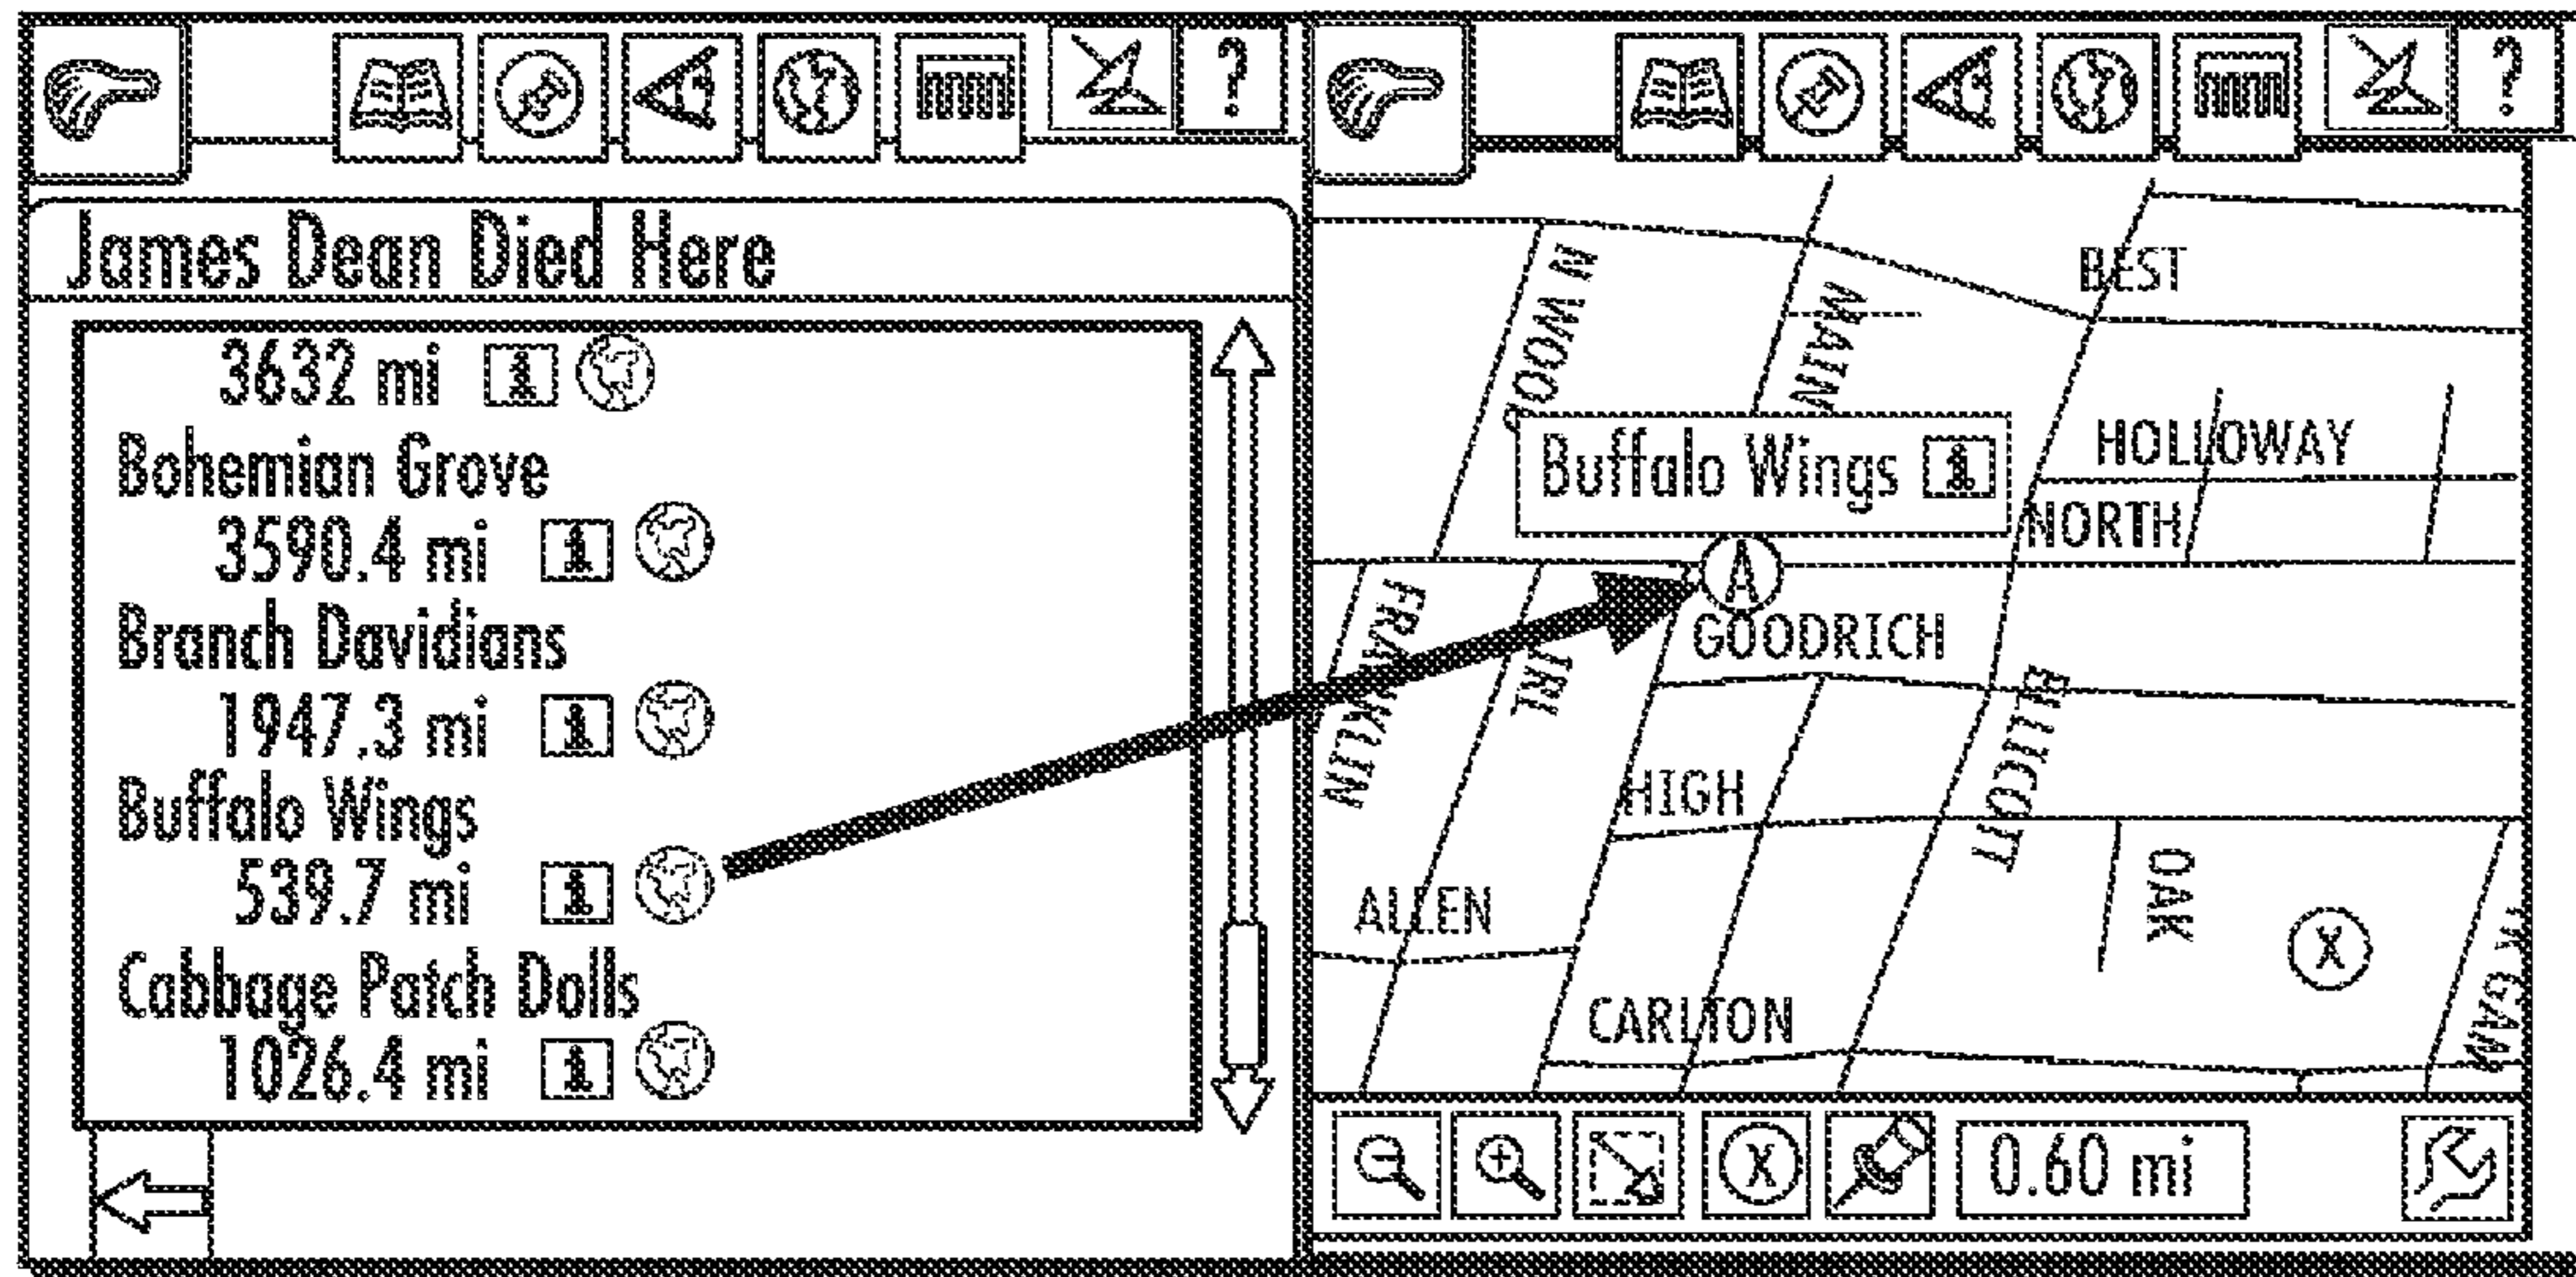 ?
James Dean Died Here
3632 mi
Bohemian Grove
3590.4 mi
Branch Davidians
1947.3 mi
Buffalo Wings
539.7 mi
Cabbage Patch Dolls
1026.4 mi
?
BEST
N WOOD
MAIN
HOLLOWAY
Buffalo Wings
NORTH
A
GOODRICH
FRANKLIN
IRL
ELLICOTT
HIGH
OAK
ALLEN
X
CARLTON
X
0.60 mi